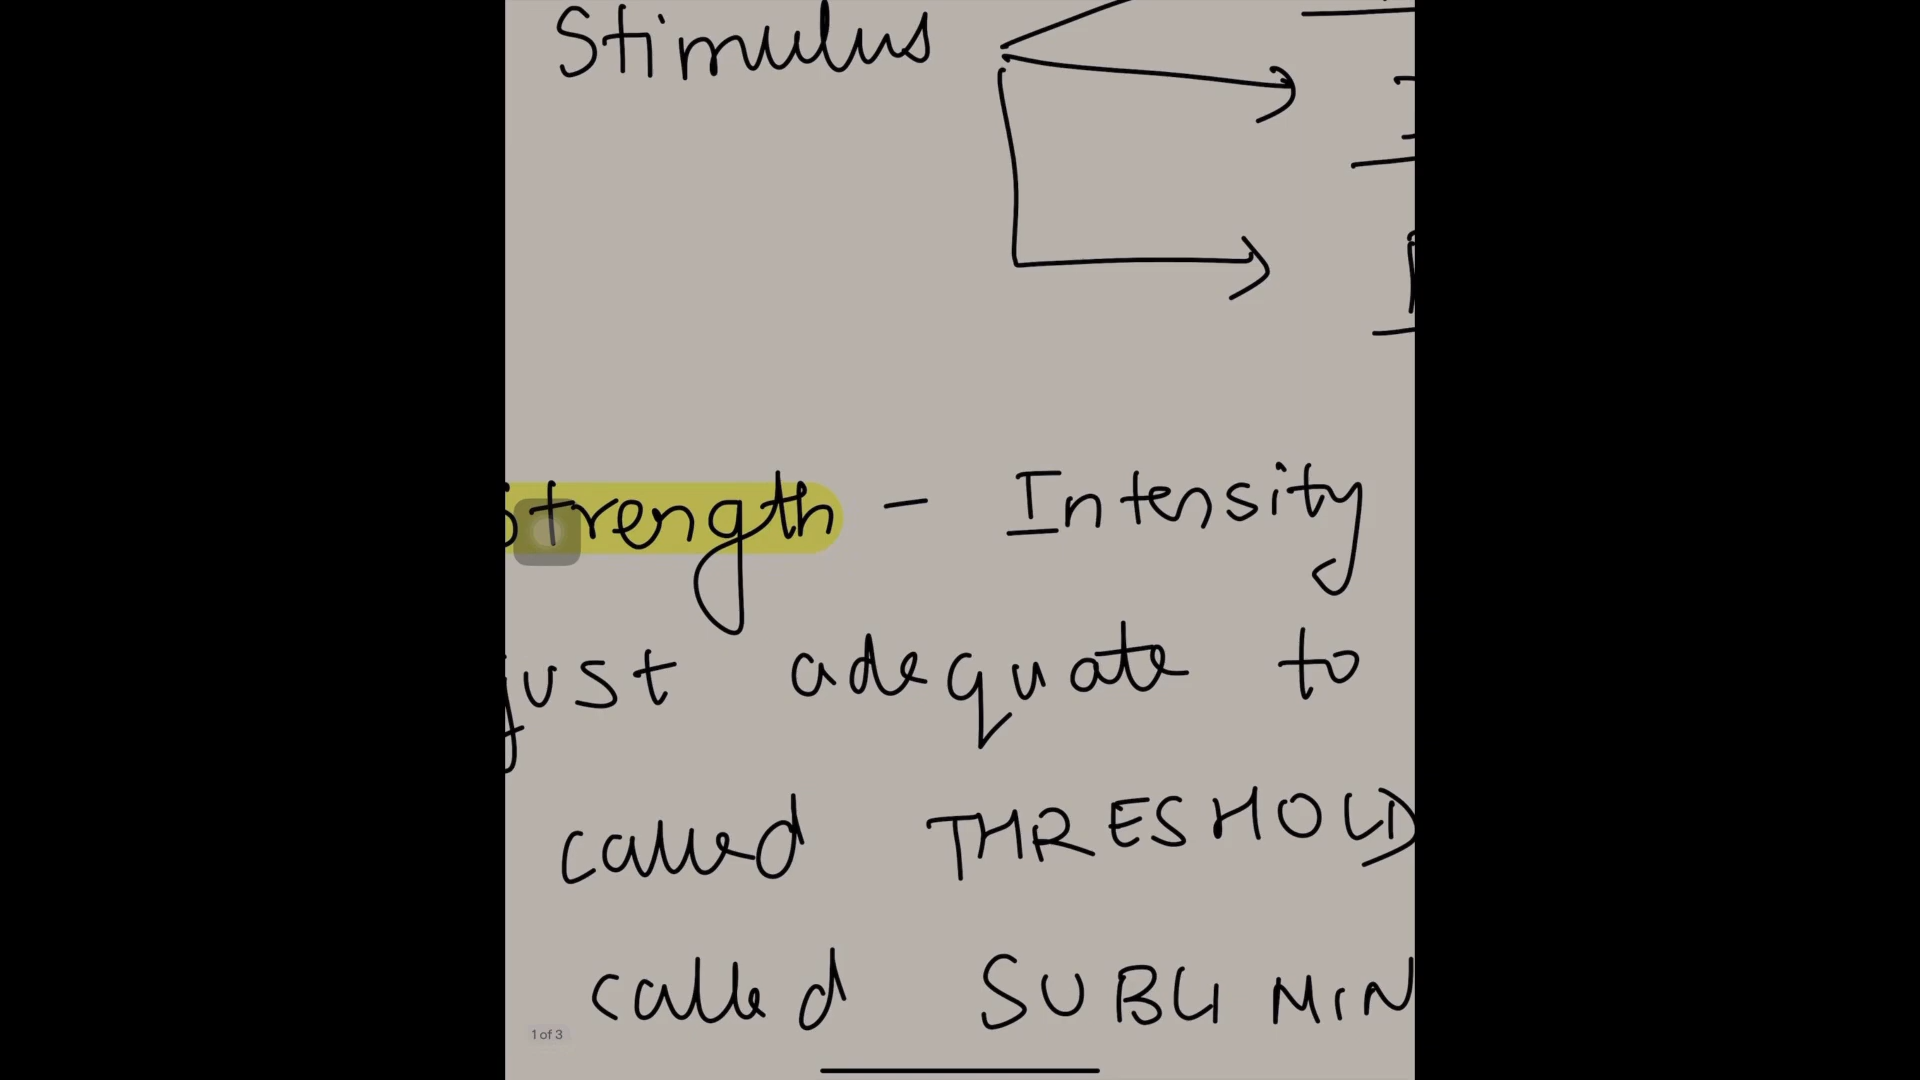 Stimulus
Strength - Intensity
just adequate to
called THRESHOLD
called SUBLIMIN
1 of 3